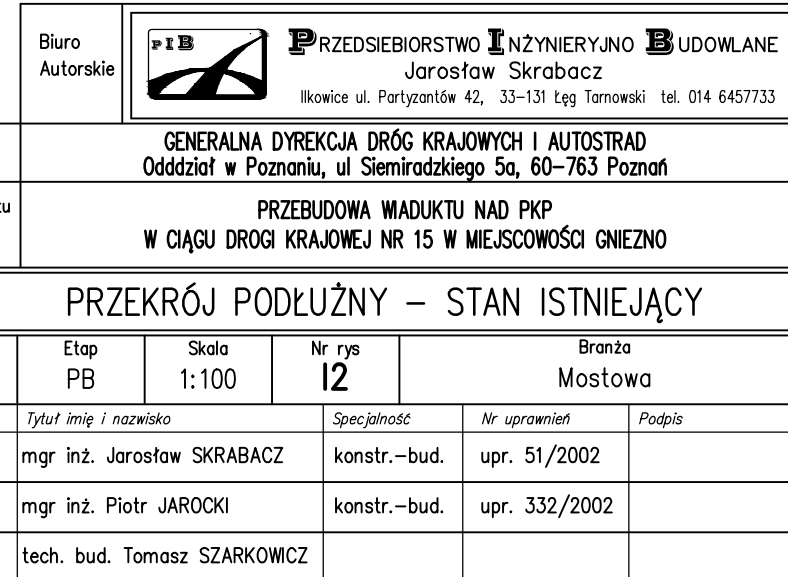 Biuro
Autorskie
PIB
PRZEDSIEBIORSTWO INŻYNIERYJNO BUDOWLANE
Jarosław Skrabacz
Ilkowice ul. Partyzantów 42, 33-131 Łęg Tarnowski tel. 014 6457733
GENERALNA DYREKCJA DRÓG KRAJOWYCH I AUTOSTRAD
Odddział w Poznaniu, ul Siemiradzkiego 5a, 60-763 Poznań
tu
PRZEBUDOWA WIADUKTU NAD PKP
W CIĄGU DROGI KRAJOWEJ NR 15 W MIEJSCOWOŚCI GNIEZNO
PRZEKRÓJ PODŁUŻNY - STAN ISTNIEJĄCY
Etap Skala Nr rys Branża
PB 1:100 I2 Mostowa
Tytuł imię i nazwisko Specjalność Nr uprawnień Podpis
mgr inż. Jarosław SKRABACZ konstr.-bud. upr. 51/2002
mgr inż. Piotr JAROCKI konstr.-bud. upr. 332/2002
tech. bud. Tomasz SZARKOWICZ